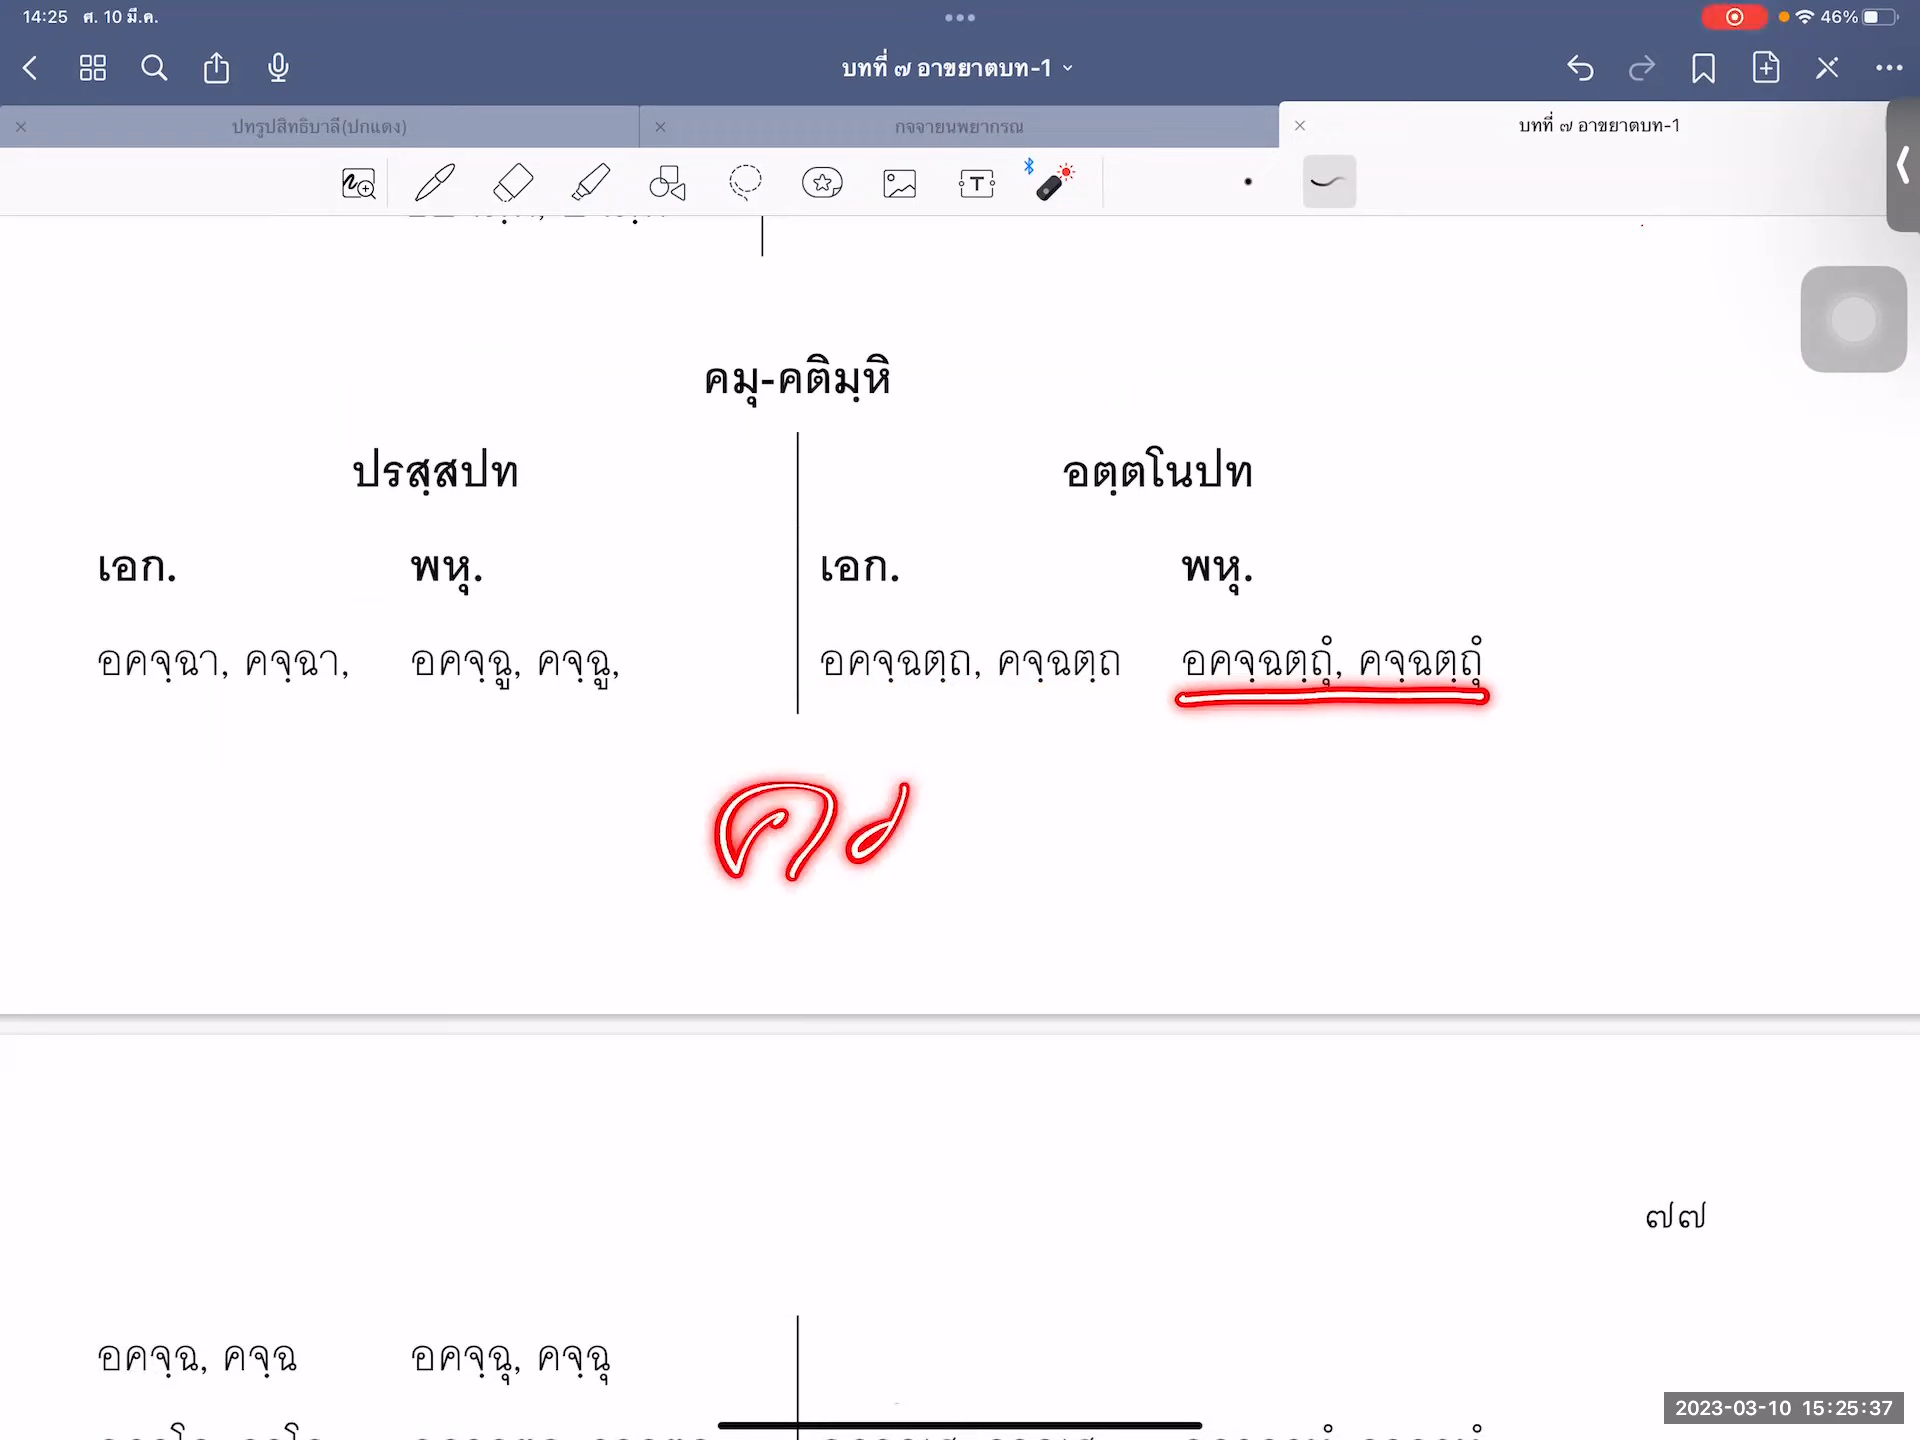 14:25 ศ. 10 มี.ค. 46%
บทที่ ๗ อาขยาตบท-1
ปทรูปสิทธิบาลี(ปกแดง) กจจายนพยากรณ บทที่ ๗ อาขยาตบท-1
คมุ-คติมฺหิ
ปรสฺสปท อตฺตโนปท
เอก. พหุ. เอก. พหุ.
อคจฺฉา, คจฺฉา, อคจฺฉู, คจฺฉู, อคจฺฉตฺถ, คจฺฉตฺถ อคจฺฉตฺถุํ, คจฺฉตฺถุํ
๗๗
อคจฺฉ, คจฺฉ อคจฺฉุ, คจฺฉุ
2023-03-10 15:25:37